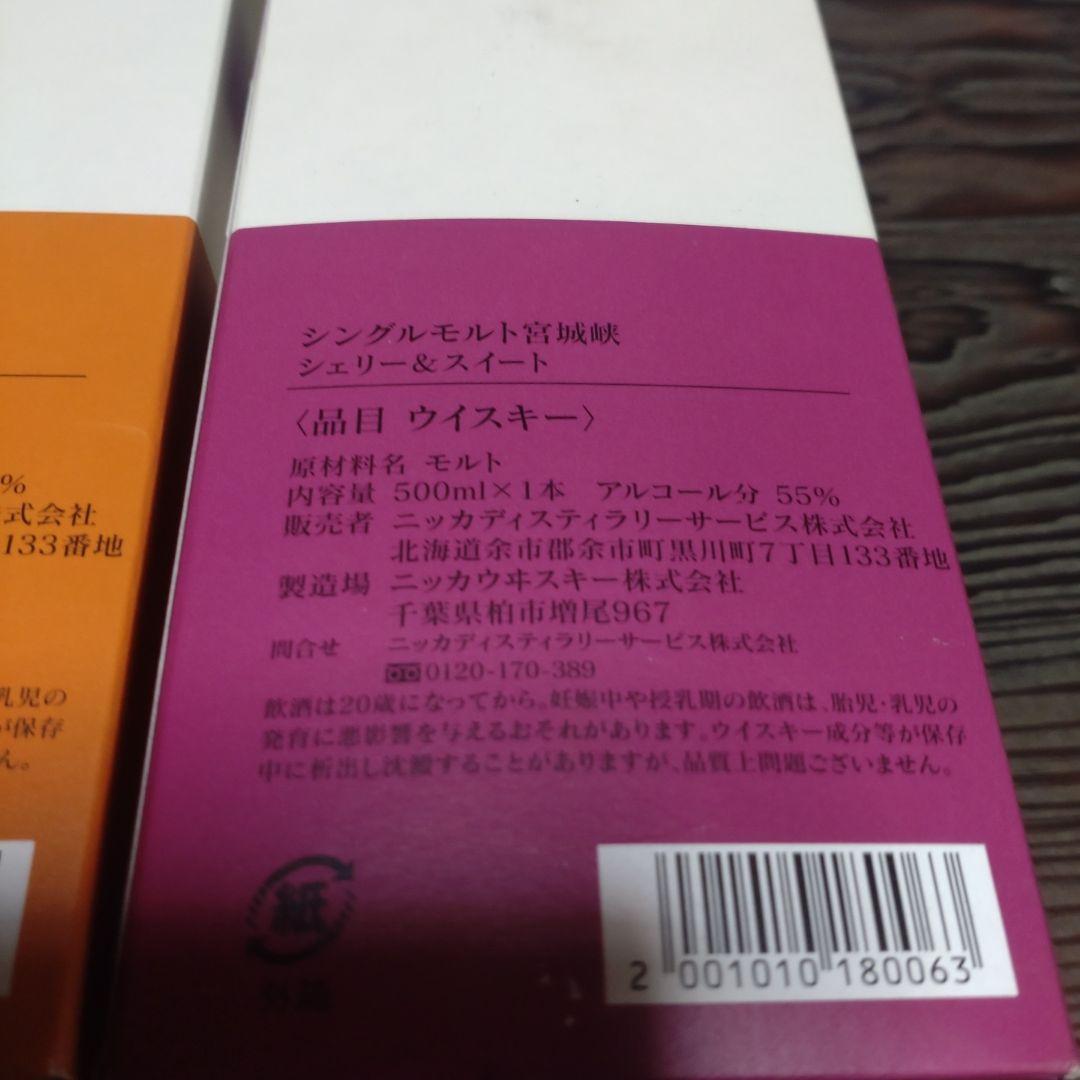 シングルモルト宮城峡
シェリー＆スイート
〈品目 ウイスキー〉
原材料名 モルト
内容量 500ml×1本 アルコール分 55%
販売者 ニッカディスティラリーサービス株式会社
北海道余市郡余市町黒川町7丁目133番地
製造場 ニッカウヰスキー株式会社
千葉県柏市増尾967
問合せ ニッカディスティラリーサービス株式会社
0120-170-389
飲酒は20歳になってから。妊娠中や授乳期の飲酒は、胎児・乳児の
発育に悪影響を与えるおそれがあります。ウイスキー成分等が保存
中に析出し沈澱することがありますが、品質上問題ございません。
紙
外箱
2 001010 180063
%
式会社
133番地
乳児の
が保存
ん。